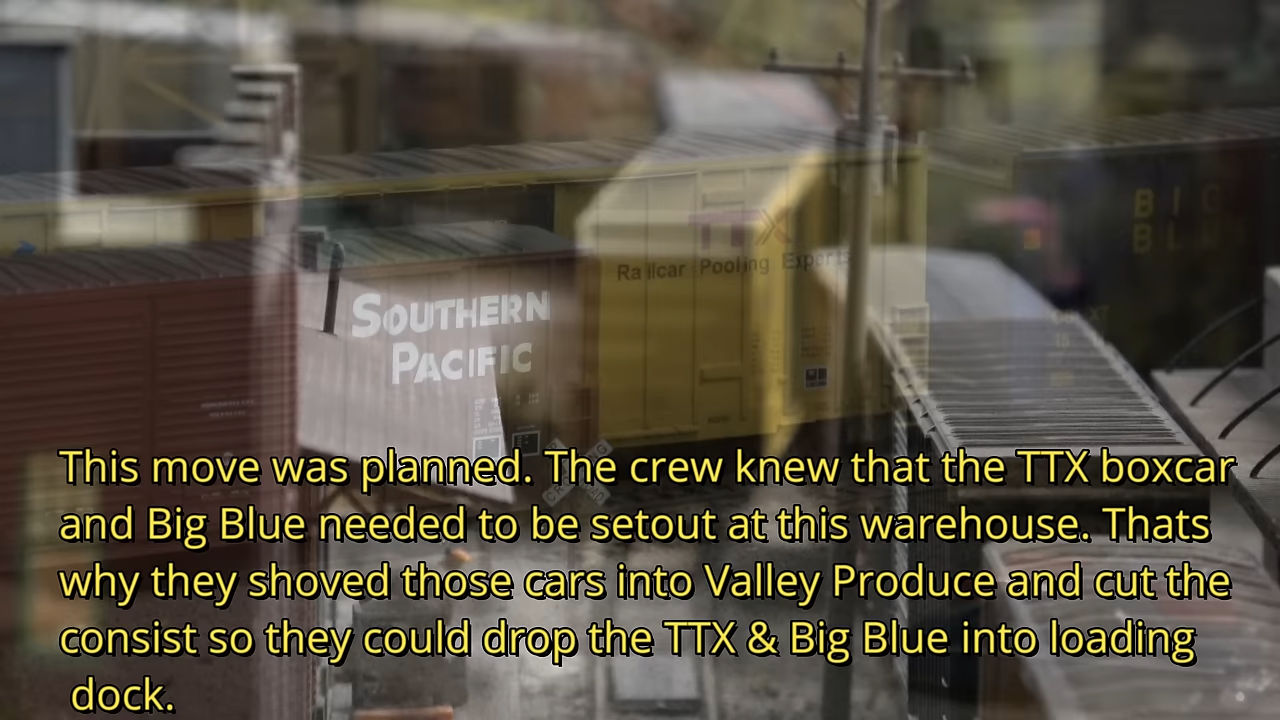 BIG
BLU
TTX
Railcar Pooling Experts
SOUTHERN
PACIFIC
This move was planned. The crew knew that the TTX boxcar
and Big Blue needed to be setout at this warehouse. Thats
why they shoved those cars into Valley Produce and cut the
consist so they could drop the TTX & Big Blue into loading
dock.